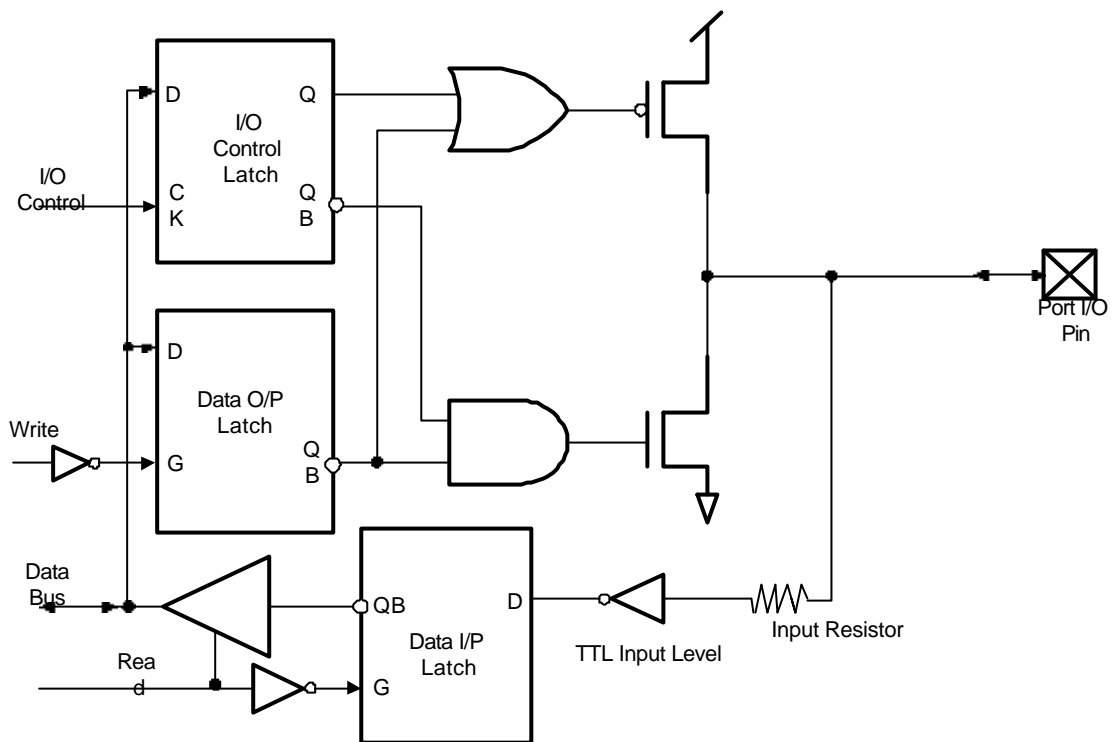 D
Q
I/O
Control
Latch
I/O
Control
C
K
Q
B
Port I/O
Pin
D
Data O/P
Latch
Write
G
Q
B
Data
Bus
QB
D
Data I/P
Latch
TTL Input Level
Input Resistor
Rea
d
G